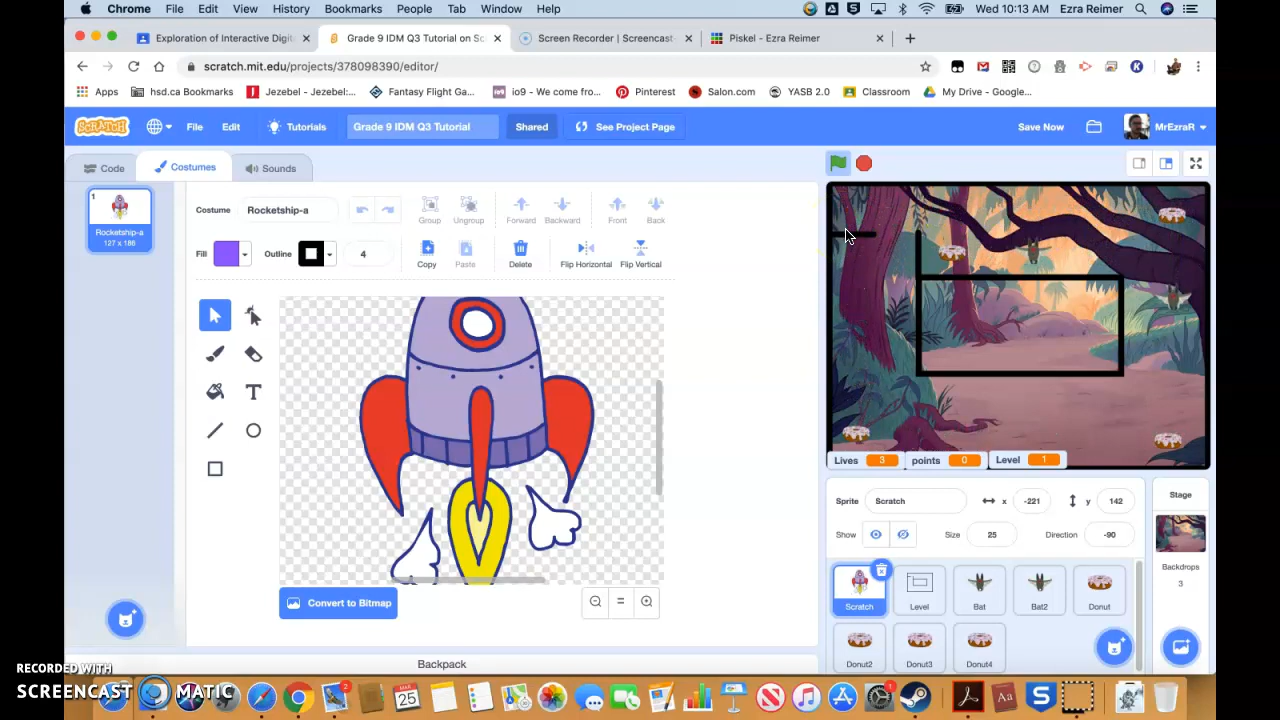 Chrome File Edit View History Bookmarks People Tab Window Help Wed 10:13 AM Ezra Reimer
Exploration of Interactive Digit Grade 9 IDM Q3 Tutorial on Sc Screen Recorder | Screencast- Piskel - Ezra Reimer
scratch.mit.edu/projects/378098390/editor/
Apps hsd.ca Bookmarks Jezebel - Jezebel:... Fantasy Flight Ga... io9 - We come fro... Pinterest Salon.com YASB 2.0 Classroom My Drive - Google...
SCRATCH File Edit Tutorials Grade 9 IDM Q3 Tutorial Shared See Project Page Save Now MrEzraR
Code Costumes Sounds
1
Rocketship-a
127 x 186
Costume Rocketship-a Group Ungroup Forward Backward Front Back
Fill Outline 4 Copy Paste Delete Flip Horizontal Flip Vertical
Convert to Bitmap
Lives 3 points 0 Level 1
Sprite Scratch x -221 y 142
Show Size 25 Direction -90
Stage
Backdrops
3
Scratch Level Bat Bat2 Donut
Donut2 Donut3 Donut4
Backpack
RECORDED WITH
SCREENCAST MATIC
MAR
25
2
1
Aa
S